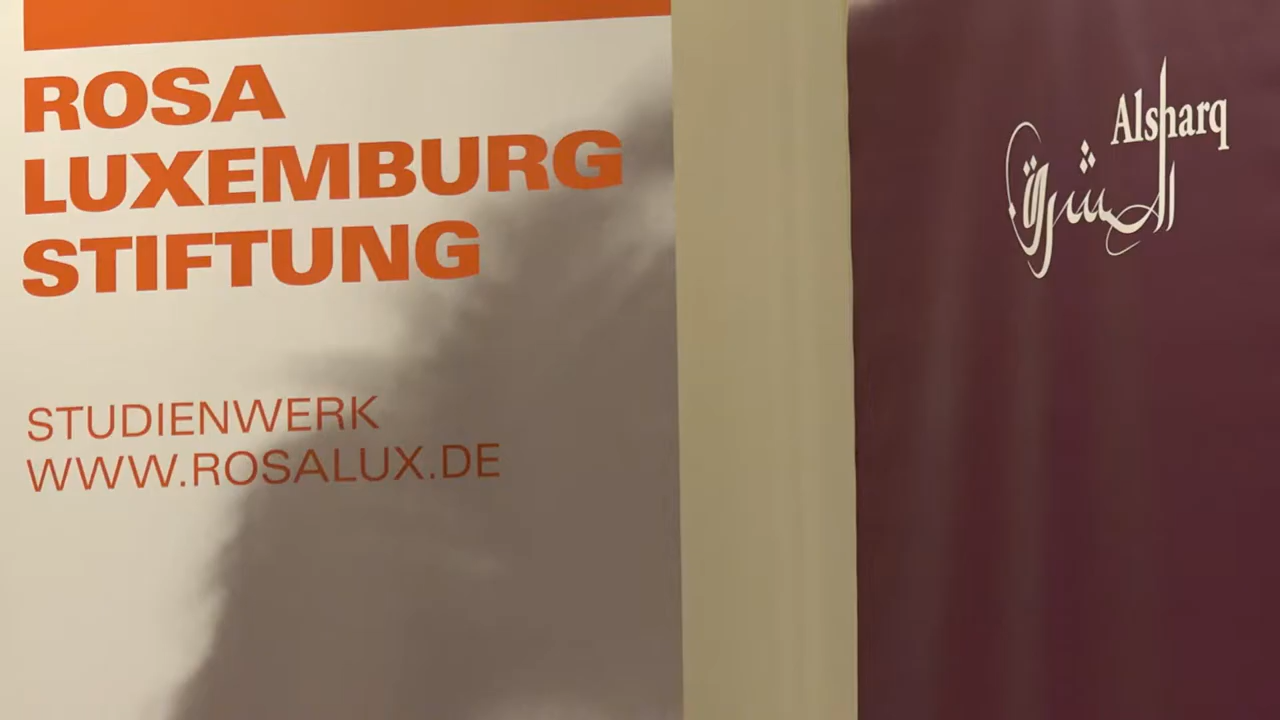 ROSA
LUXEMBURG
STIFTUNG
STUDIENWERK
WWW.ROSALUX.DE
Alsharq
الشرق